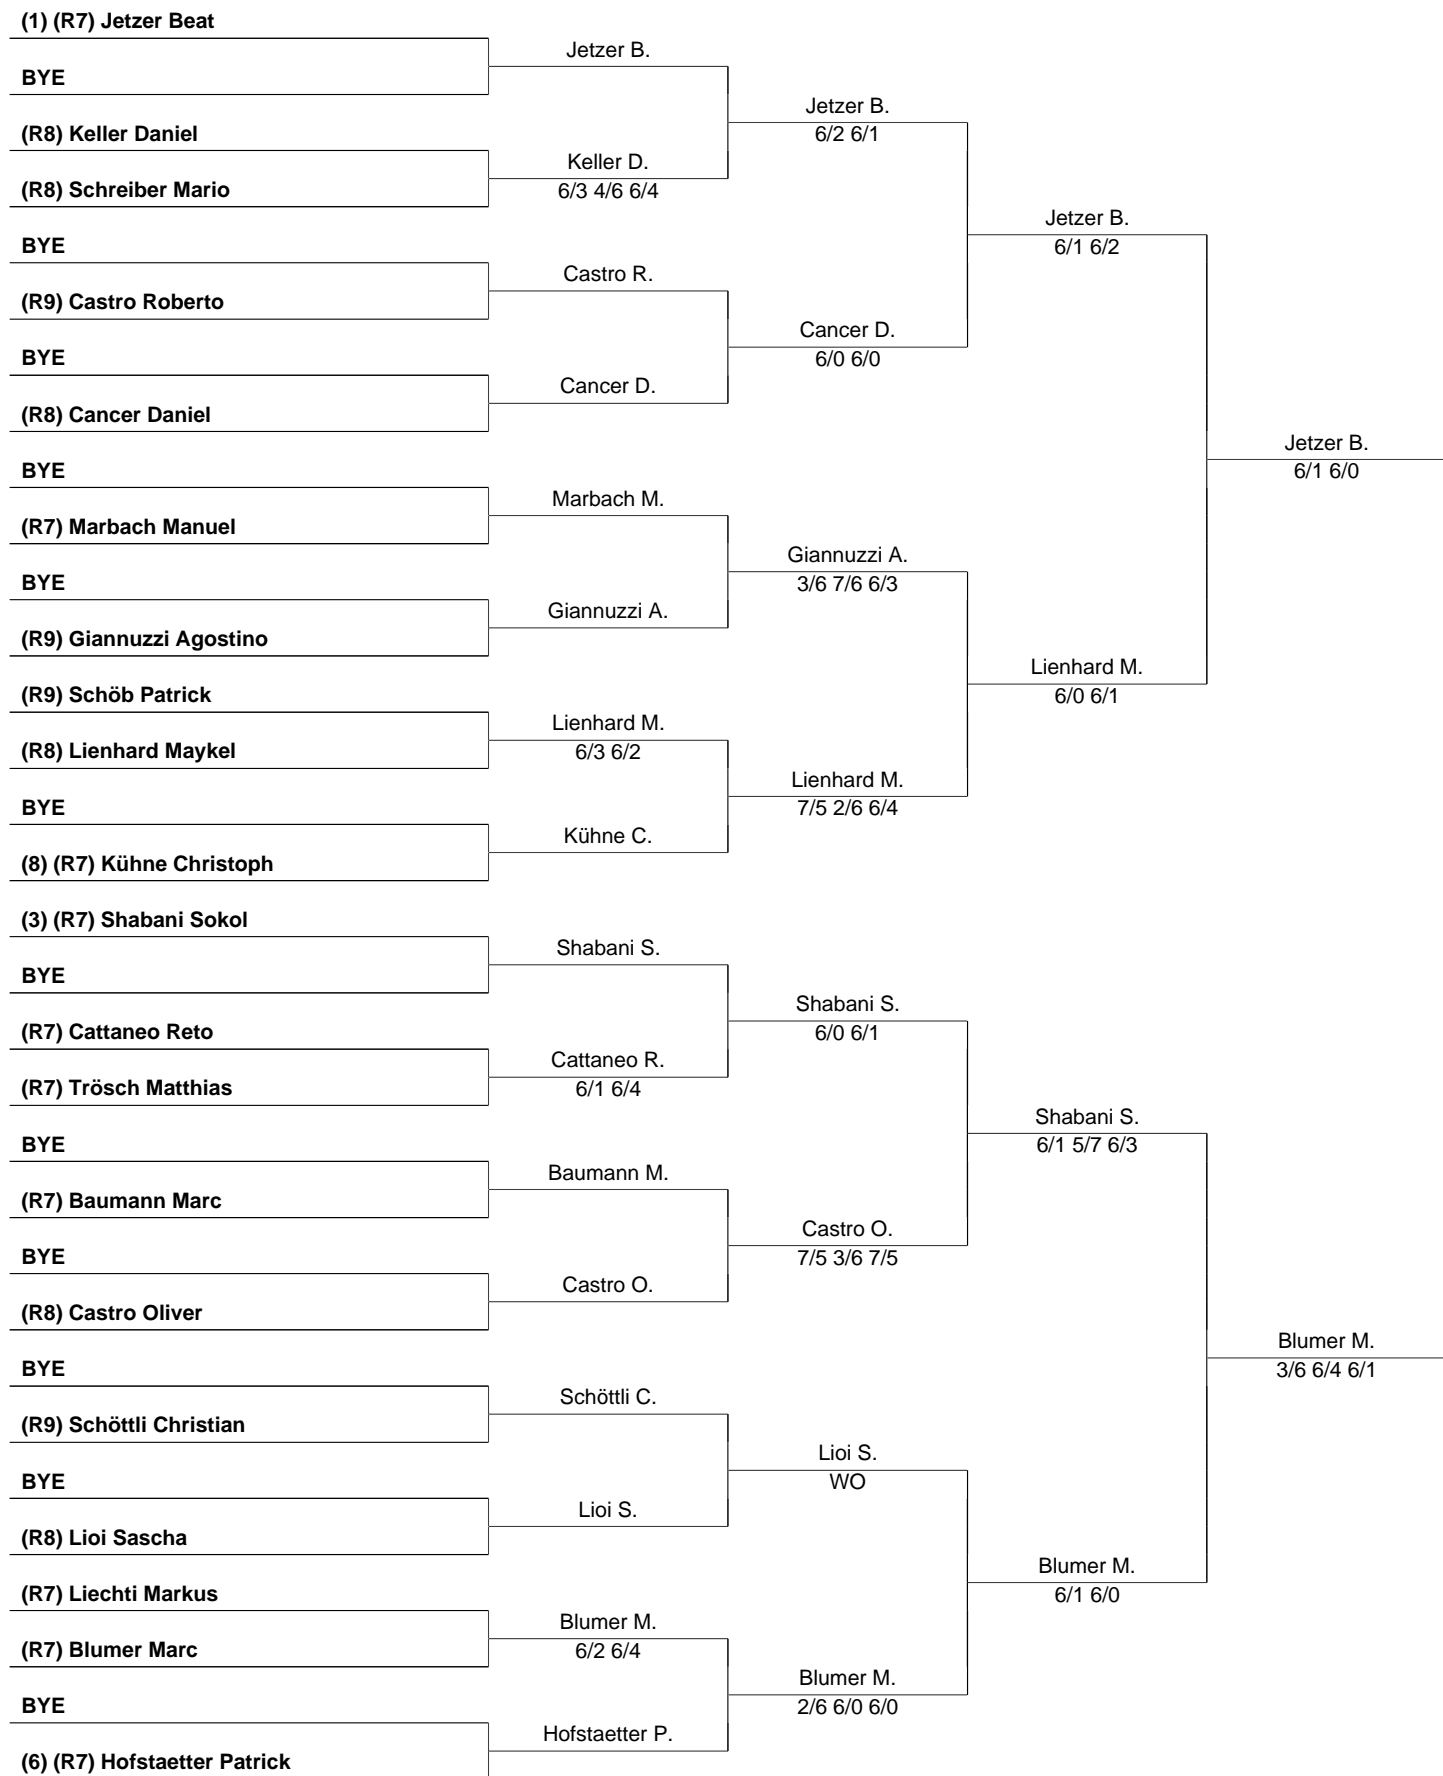 (1) (R7) Jetzer Beat
Jetzer B.
BYE
Jetzer B.
6/2 6/1
(R8) Keller Daniel
Keller D.
6/3 4/6 6/4
(R8) Schreiber Mario
Jetzer B.
6/1 6/2
BYE
Castro R.
(R9) Castro Roberto
Cancer D.
6/0 6/0
BYE
Cancer D.
(R8) Cancer Daniel
Jetzer B.
6/1 6/0
BYE
Marbach M.
(R7) Marbach Manuel
Giannuzzi A.
3/6 7/6 6/3
BYE
Giannuzzi A.
(R9) Giannuzzi Agostino
Lienhard M.
6/0 6/1
(R9) Schöb Patrick
Lienhard M.
6/3 6/2
(R8) Lienhard Maykel
Lienhard M.
7/5 2/6 6/4
BYE
Kühne C.
(8) (R7) Kühne Christoph
(3) (R7) Shabani Sokol
Shabani S.
BYE
Shabani S.
6/0 6/1
(R7) Cattaneo Reto
Cattaneo R.
6/1 6/4
(R7) Trösch Matthias
Shabani S.
6/1 5/7 6/3
BYE
Baumann M.
(R7) Baumann Marc
Castro O.
7/5 3/6 7/5
BYE
Castro O.
(R8) Castro Oliver
Blumer M.
3/6 6/4 6/1
BYE
Schöttli C.
(R9) Schöttli Christian
Lioi S.
WO
BYE
Lioi S.
(R8) Lioi Sascha
Blumer M.
6/1 6/0
(R7) Liechti Markus
Blumer M.
6/2 6/4
(R7) Blumer Marc
Blumer M.
2/6 6/0 6/0
BYE
Hofstaetter P.
(6) (R7) Hofstaetter Patrick